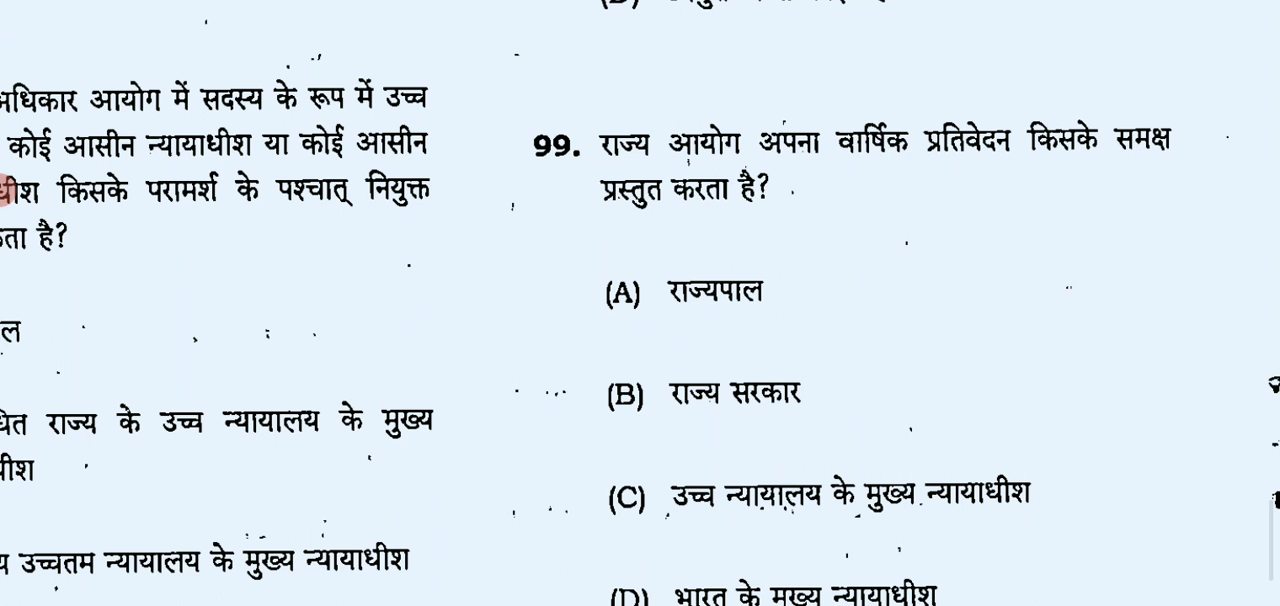 अधिकार आयोग में सदस्य के रूप में उच्च
कोई आसीन न्यायाधीश या कोई आसीन
धीश किसके परामर्श के पश्चात् नियुक्त
ता है?
ल
राज्य के उच्च न्यायालय के मुख्य
धीश
उच्चतम न्यायालय के मुख्य न्यायाधीश
99. राज्य आयोग अपना वार्षिक प्रतिवेदन किसके समक्ष
प्रस्तुत करता है?
(A) राज्यपाल
(B) राज्य सरकार
(C) उच्च न्यायालय के मुख्य न्यायाधीश
(D) भारत के मुख्य न्यायाधीश